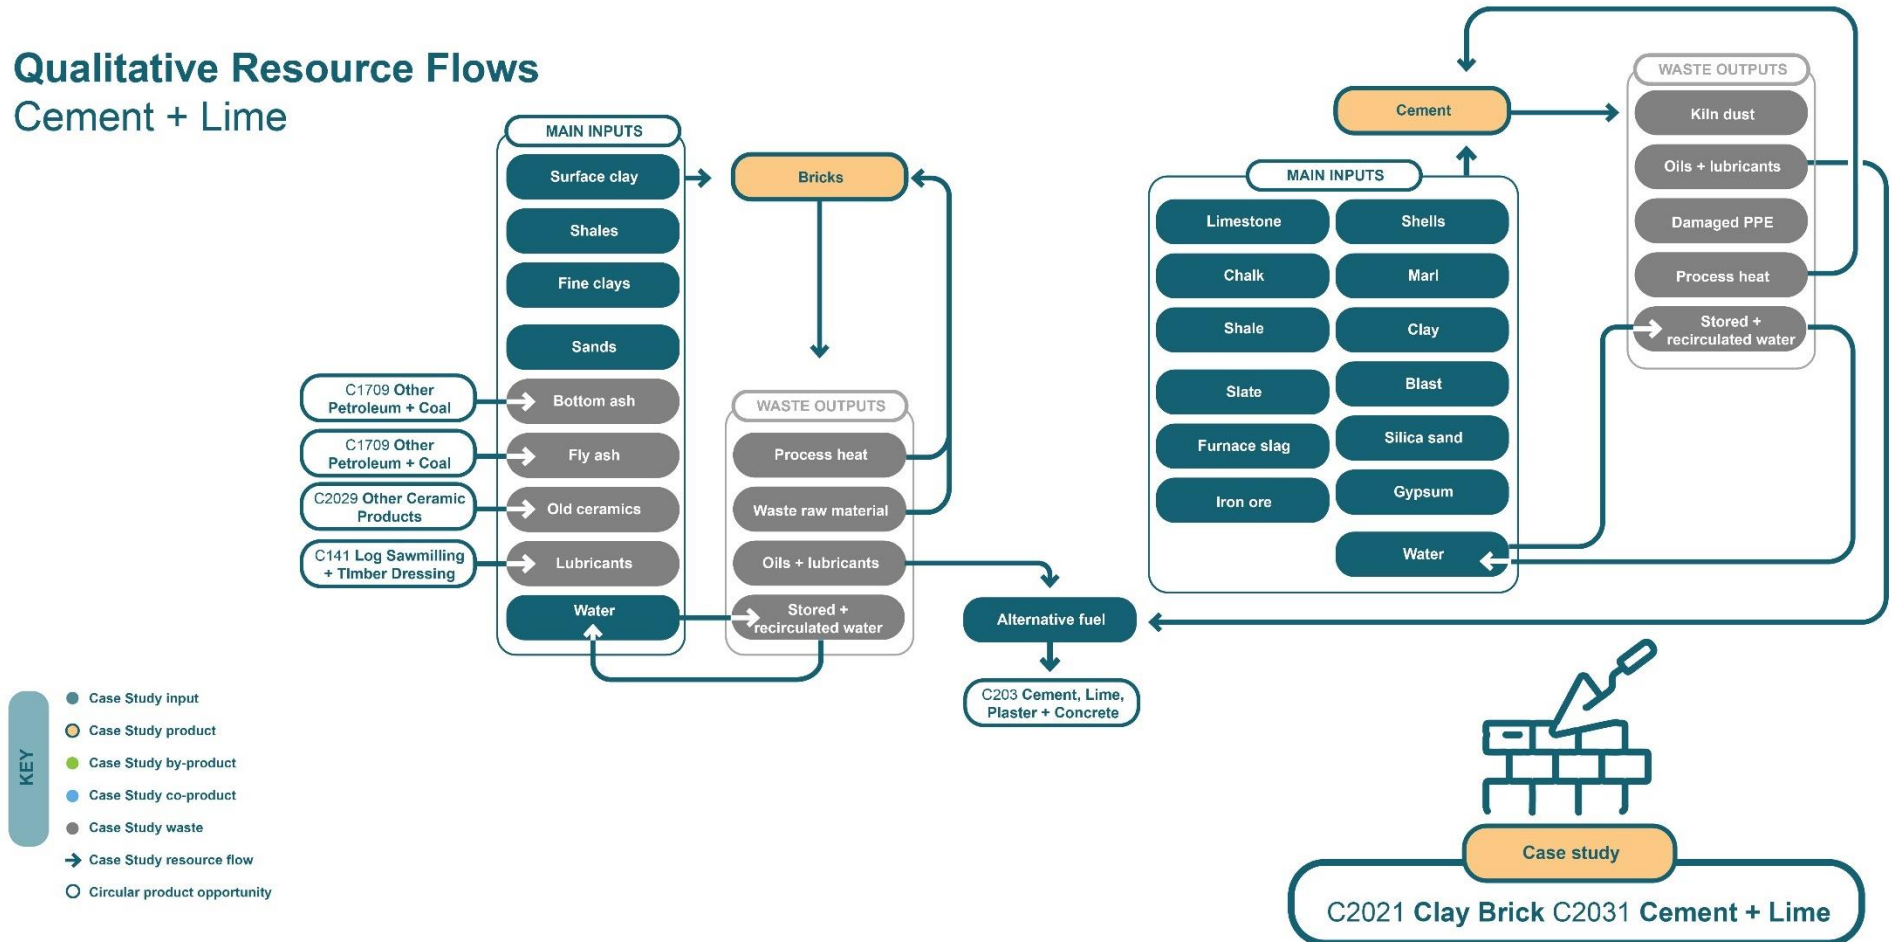 Qualitative Resource Flows
Cement + Lime
MAIN INPUTS
Surface clay
Shales
Fine clays
Sands
Bottom ash
Fly ash
Old ceramics
Lubricants
Water
C1709 Other
Petroleum + Coal
C1709 Other
Petroleum + Coal
C2029 Other Ceramic
Products
C141 Log Sawmilling
+ TImber Dressing
Bricks
WASTE OUTPUTS
Process heat
Waste raw material
Oils + lubricants
Stored +
recirculated water
Alternative fuel
C203 Cement, Lime,
Plaster + Concrete
Cement
MAIN INPUTS
Limestone
Chalk
Shale
Slate
Furnace slag
Iron ore
Shells
Marl
Clay
Blast
Silica sand
Gypsum
Water
WASTE OUTPUTS
Kiln dust
Oils + lubricants
Damaged PPE
Process heat
Stored +
recirculated water
KEY
Case Study input
Case Study product
Case Study by-product
Case Study co-product
Case Study waste
Case Study resource flow
Circular product opportunity
Case study
C2021 Clay Brick C2031 Cement + Lime